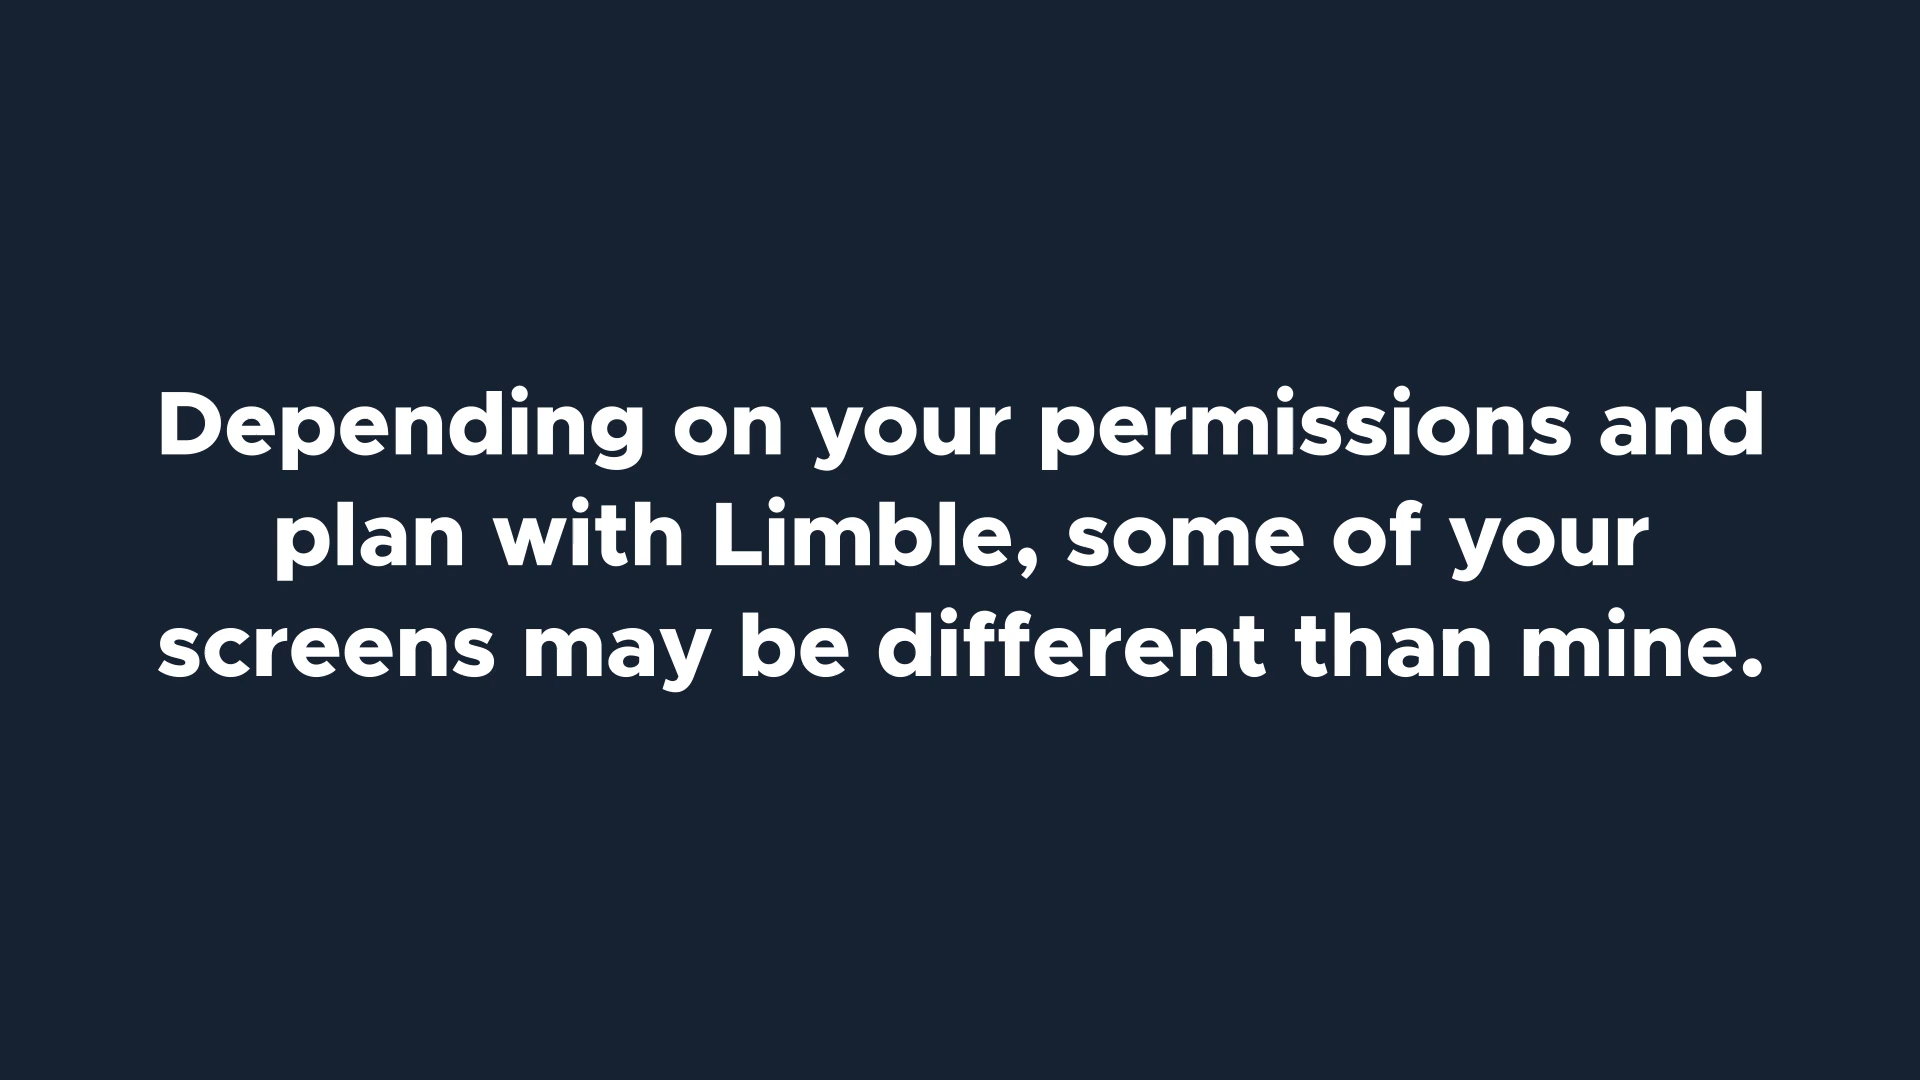 Depending on your permissions and
plan with Limble, some of your
screens may be different than mine.